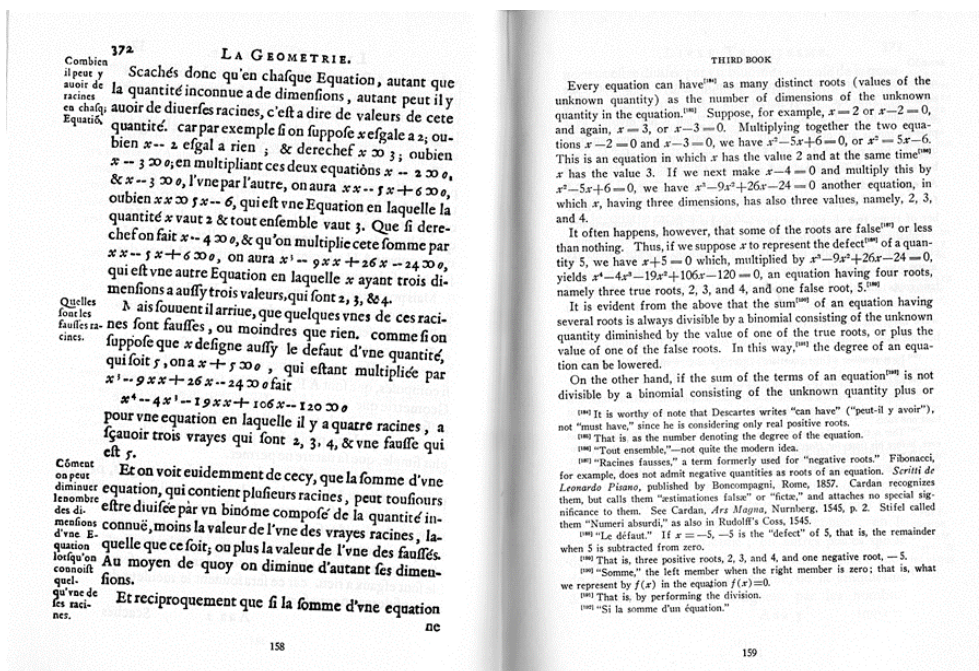 372
LA GEOMETRIE.
Combien
il peut y
auoir de
racines
en chaſq;
Equatiō.
Scachés donc qu'en chaſque Equation, autant que
la quantité inconnue a de dimenſions, autant peut il y
auoir de diuerſes racines, c'eſt a dire de valeurs de cete
quantité. car par exemple ſi on ſuppoſe x eſgale a 2; ou-
bien x -- 2 eſgal a rien ; & derechef x ꝏ 3; oubien
x -- 3 ꝏ 0; en multipliant ces deux equatiōs x -- 2 ꝏ 0,
& x -- 3 ꝏ 0, l'vne par l'autre, on aura x x -- 5 x + 6 ꝏ 0,
oubien x x ꝏ 5 x -- 6, qui eſt vne Equation en laquelle la
quantité x vaut 2 & tout enſemble vaut 3. Que ſi dere-
chef on fait x -- 4 ꝏ 0, & qu'on multiplie cete ſomme par
x x -- 5 x + 6 ꝏ 0, on aura x³ -- 9 x x + 26 x -- 24 ꝏ 0,
qui eſt vne autre Equation en laquelle x ayant trois di-
menſions a auſſy trois valeurs, qui ſont 2, 3, & 4.
Quelles
ſont les
fauſſes ra-
cines.
Mais ſouuent il arriue, que quelques vnes de ces raci-
nes ſont fauſſes, ou moindres que rien. comme ſi on
ſuppoſe que x deſigne auſſy le defaut d'vne quantité,
qui ſoit 5, on a x + 5 ꝏ 0 , qui eſtant multipliée par
x³ -- 9 x x + 26 x -- 24 ꝏ 0 fait
x⁴ -- 4 x³ -- 19 x x + 106 x -- 120 ꝏ 0
pour vne equation en laquelle il y a quatre racines , a
ſçauoir trois vrayes qui ſont 2, 3, 4, & vne fauſſe qui
eſt 5.
Cōment
on peut
diminuer
le nombre
des di-
menſions
d'vne E-
quation
lorſqu'on
connoiſt
quel-
qu'vne de
ſes raci-
nes.
Et on voit euidemment de cecy, que la ſomme d'vne
equation, qui contient pluſieurs racines, peut touſiours
eſtre diuiſée par vn binôme compoſé de la quantité in-
connuë, moins la valeur de l'vne des vrayes racines, la-
quelle que ce ſoit; ou plus la valeur de l'vne des fauſſes.
Au moyen de quoy on diminue d'autant ſes dimen-
ſions.
Et reciproquement que ſi la ſomme d'vne equation
ne
158
THIRD BOOK
Every equation can have[184] as many distinct roots (values of the
unknown quantity) as the number of dimensions of the unknown
quantity in the equation.[185] Suppose, for example, x = 2 or x—2 = 0,
and again, x = 3, or x—3 = 0. Multiplying together the two equa-
tions x —2 = 0 and x—3 = 0, we have x²—5x+6 = 0, or x² = 5x—6.
This is an equation in which x has the value 2 and at the same time[186]
x has the value 3. If we next make x—4 = 0 and multiply this by
x²—5x+6 = 0, we have x³—9x²+26x—24 = 0 another equation, in
which x, having three dimensions, has also three values, namely, 2, 3,
and 4.
It often happens, however, that some of the roots are false[187] or less
than nothing. Thus, if we suppose x to represent the defect[188] of a quan-
tity 5, we have x+5 = 0 which, multiplied by x³—9x²+26x—24 = 0,
yields x⁴—4x³—19x²+106x—120 = 0, an equation having four roots,
namely three true roots, 2, 3, and 4, and one false root, 5.[189]
It is evident from the above that the sum[190] of an equation having
several roots is always divisible by a binomial consisting of the unknown
quantity diminished by the value of one of the true roots, or plus the
value of one of the false roots. In this way,[191] the degree of an equa-
tion can be lowered.
On the other hand, if the sum of the terms of an equation[192] is not
divisible by a binomial consisting of the unknown quantity plus or
[184] It is worthy of note that Descartes writes "can have" ("peut-il y avoir"),
not "must have," since he is considering only real positive roots.
[185] That is, as the number denoting the degree of the equation.
[186] "Tout ensemble,"—not quite the modern idea.
[187] "Racines fausses," a term formerly used for "negative roots." Fibonacci,
for example, does not admit negative quantities as roots of an equation. Scritti de
Leonardo Pisano, published by Boncompagni, Rome, 1857. Cardan recognizes
them, but calls them "æstimationes falsæ" or "fictæ," and attaches no special sig-
nificance to them. See Cardan, Ars Magna, Nurnberg, 1545, p. 2. Stifel called
them "Numeri absurdi," as also in Rudolff's Coss, 1545.
[188] "Le défaut." If x = —5, —5 is the "defect" of 5, that is, the remainder
when 5 is subtracted from zero.
[189] That is, three positive roots, 2, 3, and 4, and one negative root, — 5.
[190] "Somme," the left member when the right member is zero; that is, what
we represent by f(x) in the equation f(x)=0.
[191] That is, by performing the division.
[192] "Si la somme d'un équation."
159